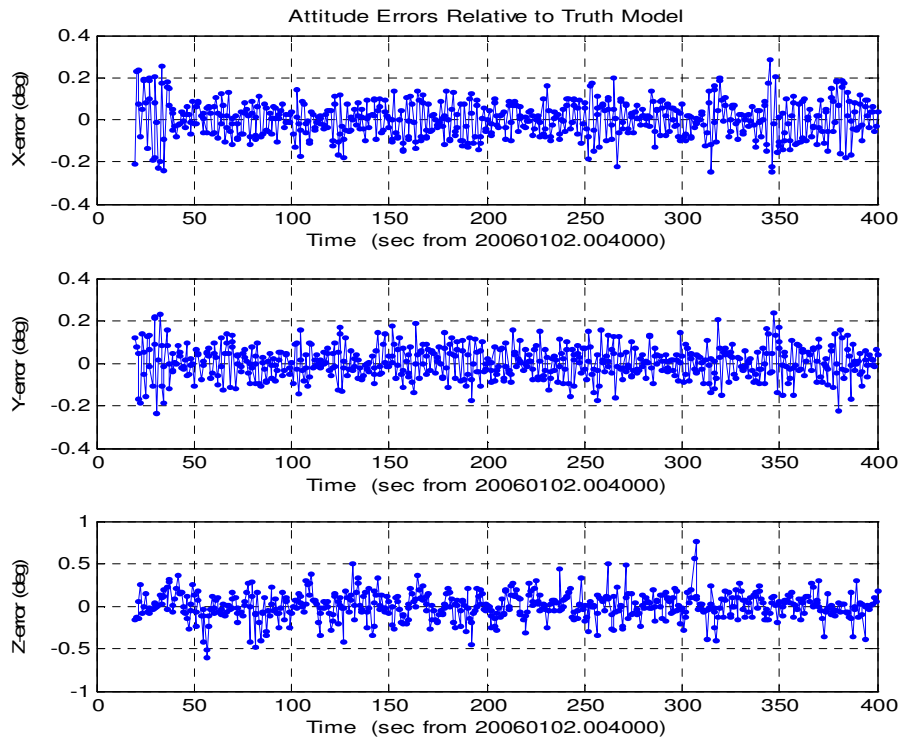 Attitude Errors Relative to Truth Model
0.4
0.2
0
-0.2
-0.4
X-error (deg)
0 50 100 150 200 250 300 350 400
Time (sec from 20060102.004000)
0.4
0.2
0
-0.2
-0.4
Y-error (deg)
0 50 100 150 200 250 300 350 400
Time (sec from 20060102.004000)
1
0.5
0
-0.5
-1
Z-error (deg)
0 50 100 150 200 250 300 350 400
Time (sec from 20060102.004000)